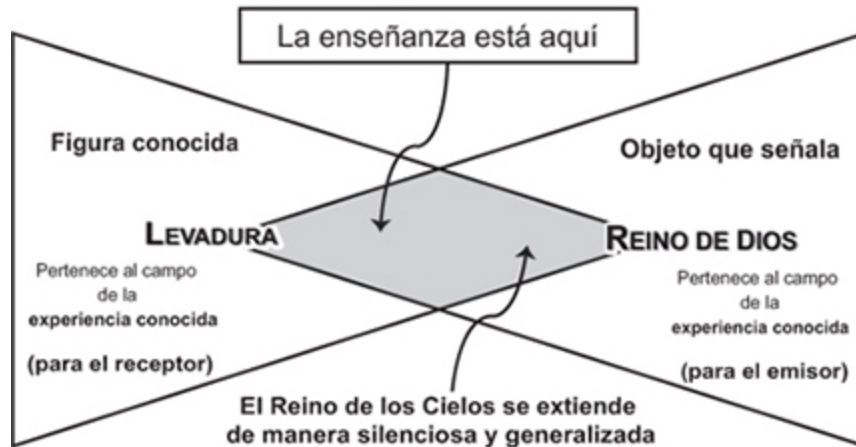 La enseñanza está aquí
Figura conocida
Objeto que señala
LEVADURA
REINO DE DIOS
Pertenece al campo
de la
experiencia conocida
(para el receptor)
Pertenece al campo
de la
experiencia conocida
(para el emisor)
El Reino de los Cielos se extiende
de manera silenciosa y generalizada